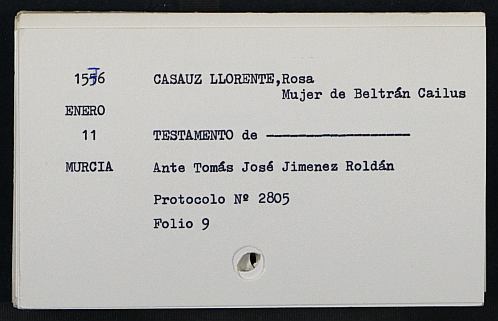 1756 CASAUZ LLORENTE,Rosa
Mujer de Beltrán Cailus
ENERO
11 TESTAMENTO de ------------------
MURCIA Ante Tomás José Jimenez Roldán
Protocolo Nº 2805
Folio 9